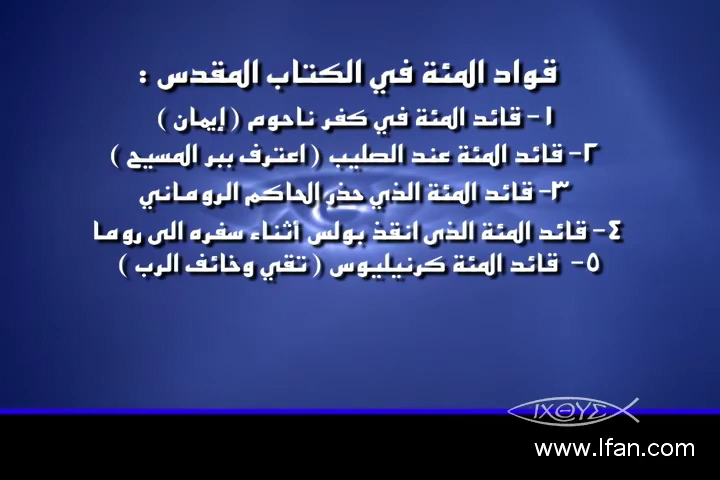 قواد المئة في الكتاب المقدس :
١- قائد المئة في كفر ناحوم ( إيمان )
٢- قائد المئة عند الصليب ( اعترف ببر المسيح )
٣- قائد المئة الذي حذر الحاكم الروماني
٤- قائد المئة الذى انقذ بولس أثناء سفره الى روما
٥- قائد المئة كرنيليوس ( تقي وخائف الرب )
ΙΧΘΥΣ
www.lfan.com